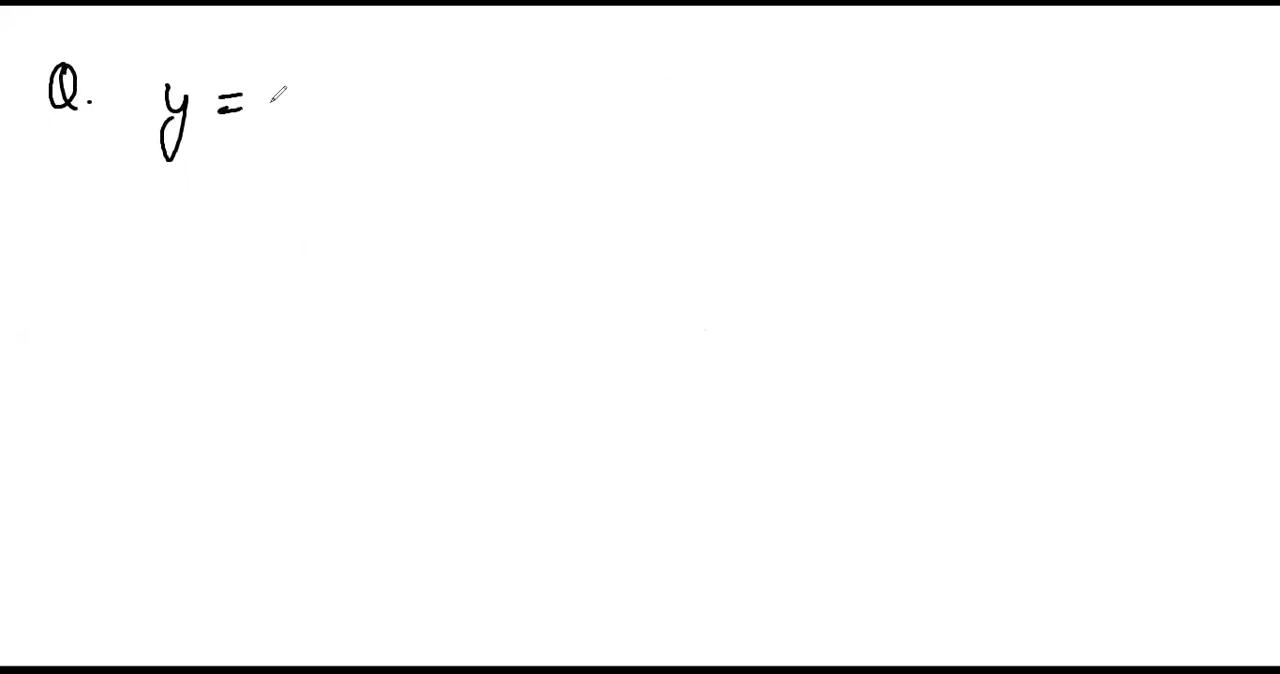 Q. y =